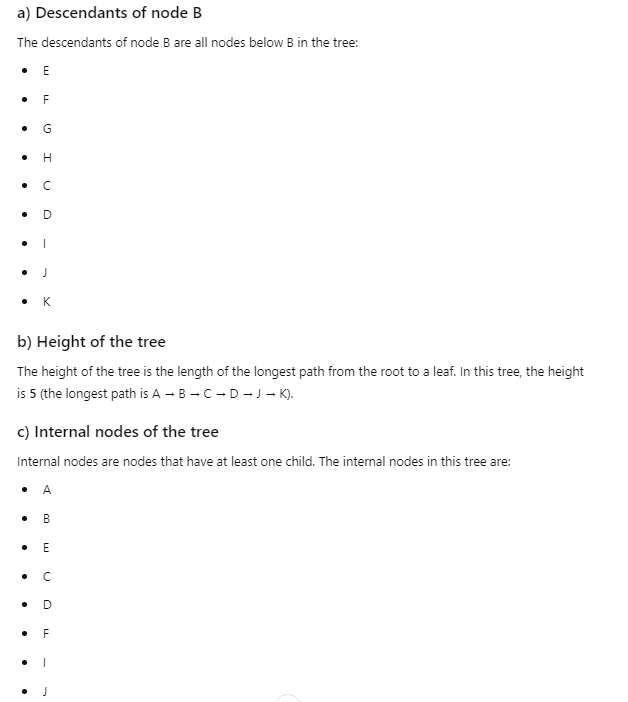 a) Descendants of node B
The descendants of node B are all nodes below B in the tree:
• E
• F
• G
• H
• C
• D
• I
• J
• K
b) Height of the tree
The height of the tree is the length of the longest path from the root to a leaf. In this tree, the height
is 5 (the longest path is A → B → C → D → J → K).
c) Internal nodes of the tree
Internal nodes are nodes that have at least one child. The internal nodes in this tree are:
• A
• B
• E
• C
• D
• F
• I
• J